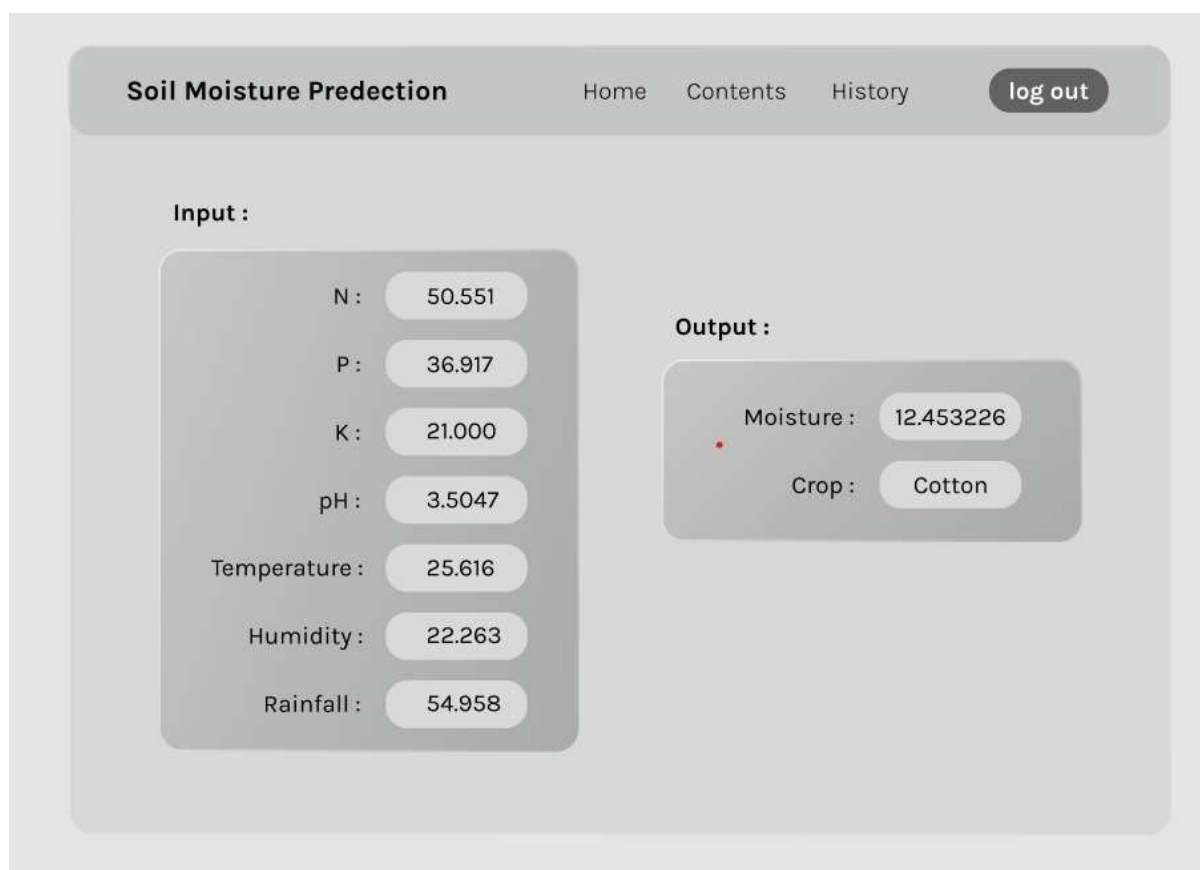 Soil Moisture Predection Home Contents History log out
Input :
N : 50.551
P : 36.917
K : 21.000
pH : 3.5047
Temperature : 25.616
Humidity : 22.263
Rainfall : 54.958
Output :
Moisture : 12.453226
Crop : Cotton